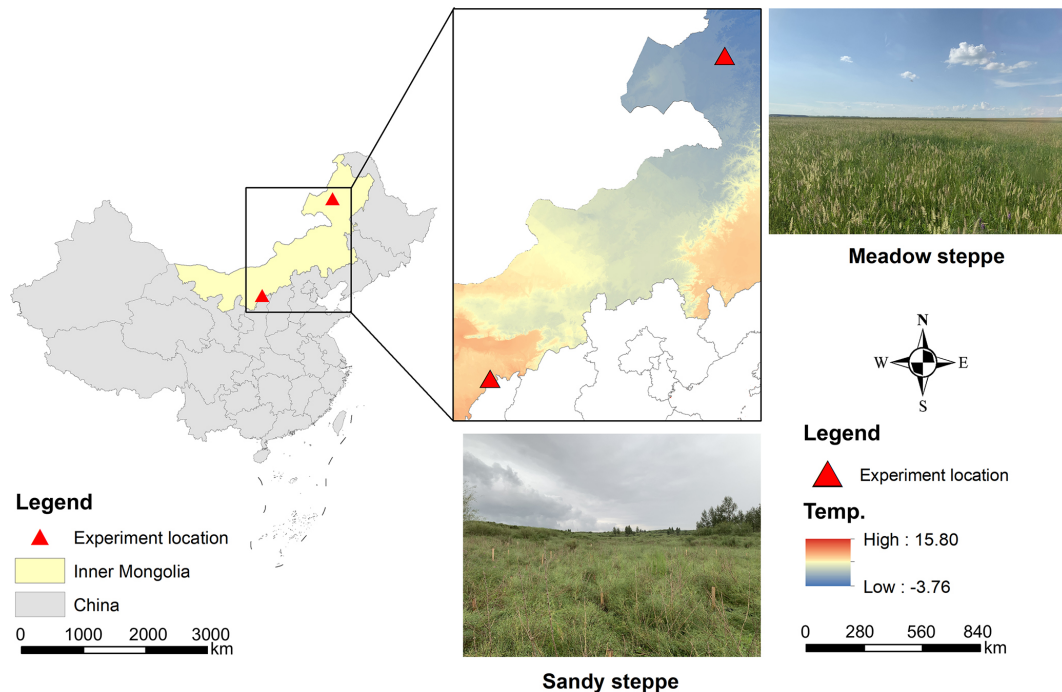 Meadow steppe
N
W E
S
Legend
Experiment location
Temp.
High : 15.80
Low : -3.76
0 280 560 840
km
Legend
Experiment location
Inner Mongolia
China
0 1000 2000 3000
km
Sandy steppe